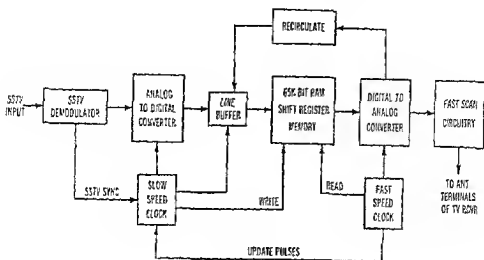 RECIRCULATE
SSTV
INPUT
SSTV
DEMODULATOR
ANALOG
TO DIGITAL
CONVERTER
LINE
BUFFER
65K BIT RAM
SHIFT REGISTER
MEMORY
DIGITAL TO
ANALOG
CONVERTER
FAST SCAN
CIRCUITRY
SSTV SYNC
SLOW
SPEED
CLOCK
WRITE
READ
FAST
SPEED
CLOCK
TO ANT
TERMINALS
OF TV RCVR
UPDATE PULSES